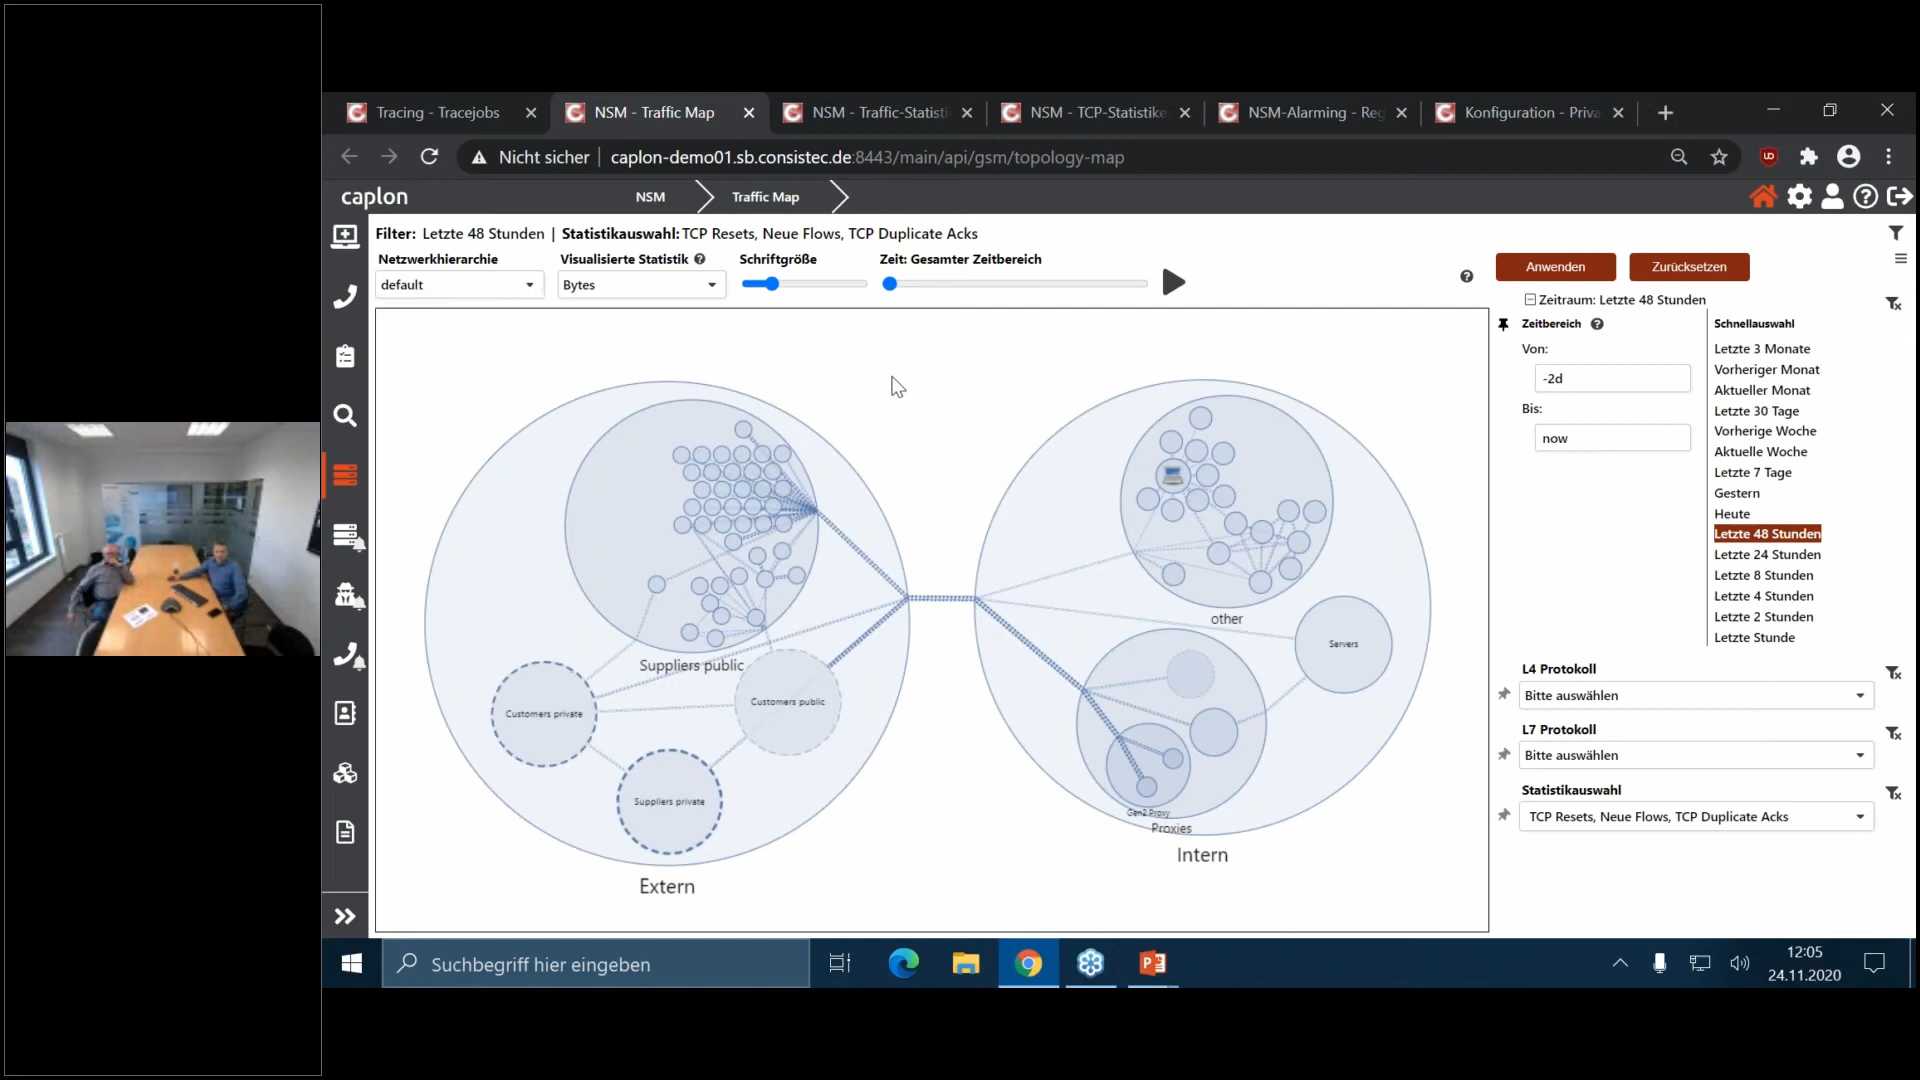 Tracing - Tracejobs
NSM - Traffic Map
NSM - Traffic-Statisti
NSM - TCP-Statistike
NSM-Alarming - Reg
Konfiguration - Priva
Nicht sicher
caplon-demo01.sb.consistec.de:8443/main/api/gsm/topology-map
caplon
NSM
Traffic Map
Filter: Letzte 48 Stunden | Statistikauswahl: TCP Resets, Neue Flows, TCP Duplicate Acks
Netzwerkhierarchie
default
Visualisierte Statistik
Bytes
Schriftgröße
Zeit: Gesamter Zeitbereich
Anwenden
Zurücksetzen
Zeitraum: Letzte 48 Stunden
Zeitbereich
Von:
-2d
Bis:
now
Schnellauswahl
Letzte 3 Monate
Vorheriger Monat
Aktueller Monat
Letzte 30 Tage
Vorherige Woche
Aktuelle Woche
Letzte 7 Tage
Gestern
Heute
Letzte 48 Stunden
Letzte 24 Stunden
Letzte 8 Stunden
Letzte 4 Stunden
Letzte 2 Stunden
Letzte Stunde
L4 Protokoll
Bitte auswählen
L7 Protokoll
Bitte auswählen
Statistikauswahl
TCP Resets, Neue Flows, TCP Duplicate Acks
Suppliers public
Customers private
Customers public
Suppliers private
Extern
other
Servers
Gen2 Proxy
Proxies
Intern
Suchbegriff hier eingeben
12:05
24.11.2020